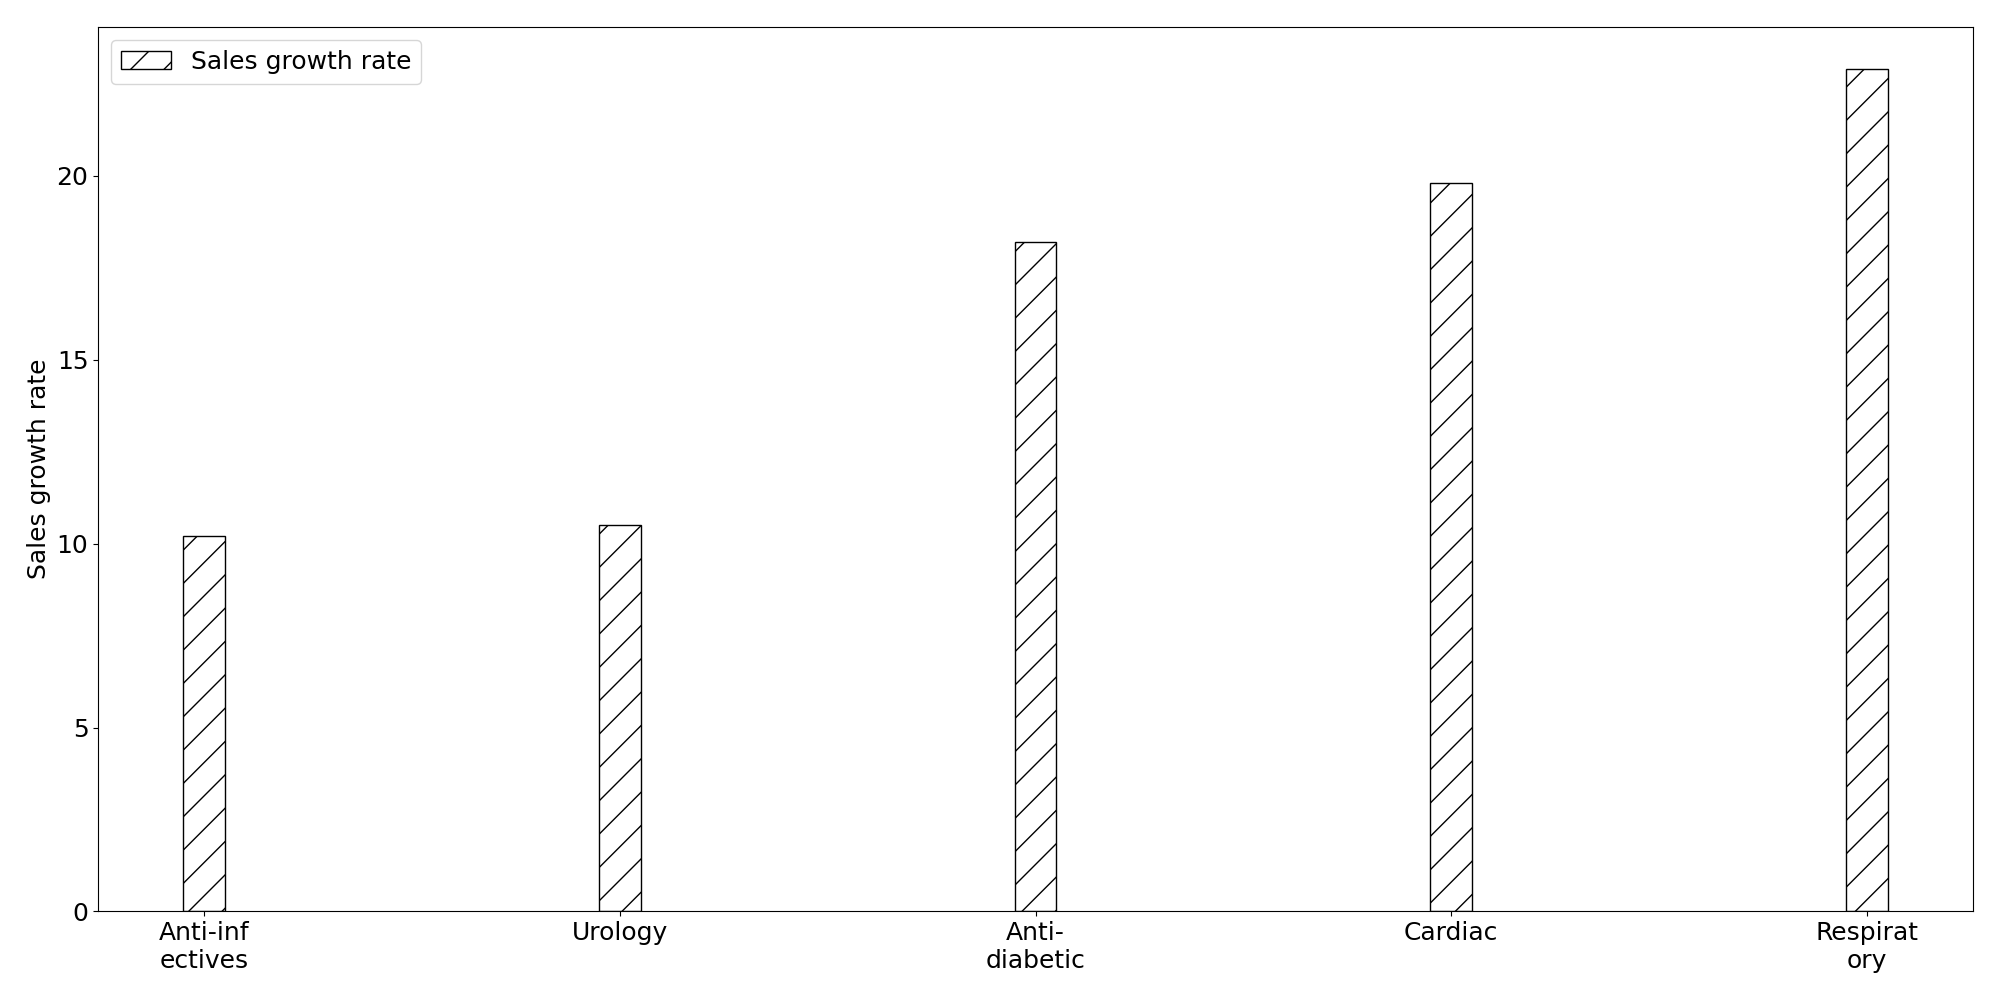 Sales growth rate
Sales growth rate
20
15
10
5
0
Anti-inf
ectives
Urology
Anti-
diabetic
Cardiac
Respirat
ory